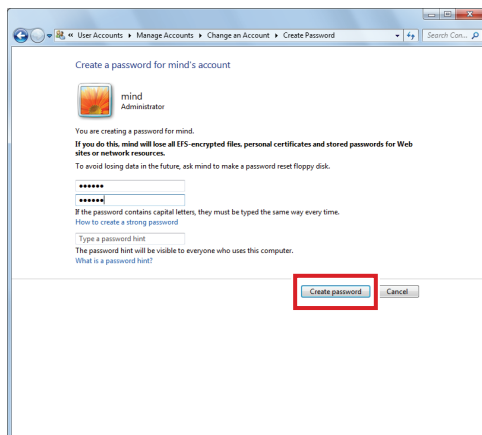 « User Accounts ▸ Manage Accounts ▸ Change an Account ▸ Create Password
Search Con...
Create a password for mind's account
mind
Administrator
You are creating a password for mind.
If you do this, mind will lose all EFS-encrypted files, personal certificates and stored passwords for Web
sites or network resources.
To avoid losing data in the future, ask mind to make a password reset floppy disk.
••••••
••••••
If the password contains capital letters, they must be typed the same way every time.
How to create a strong password
Type a password hint
The password hint will be visible to everyone who uses this computer.
What is a password hint?
Create password
Cancel